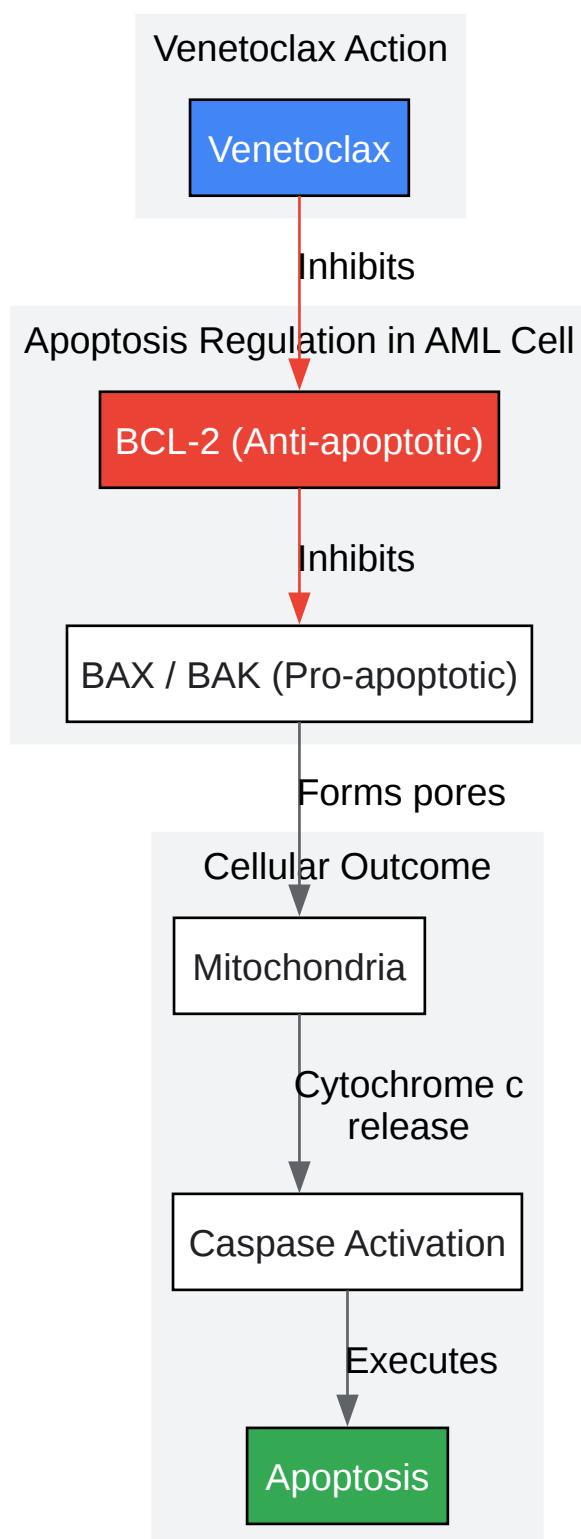 Venetoclax Action
Venetoclax
Inhibits
Apoptosis Regulation in AML Cell
BCL-2 (Anti-apoptotic)
Inhibits
BAX / BAK (Pro-apoptotic)
Forms pores
Cellular Outcome
Mitochondria
Cytochrome c
release
Caspase Activation
Executes
Apoptosis